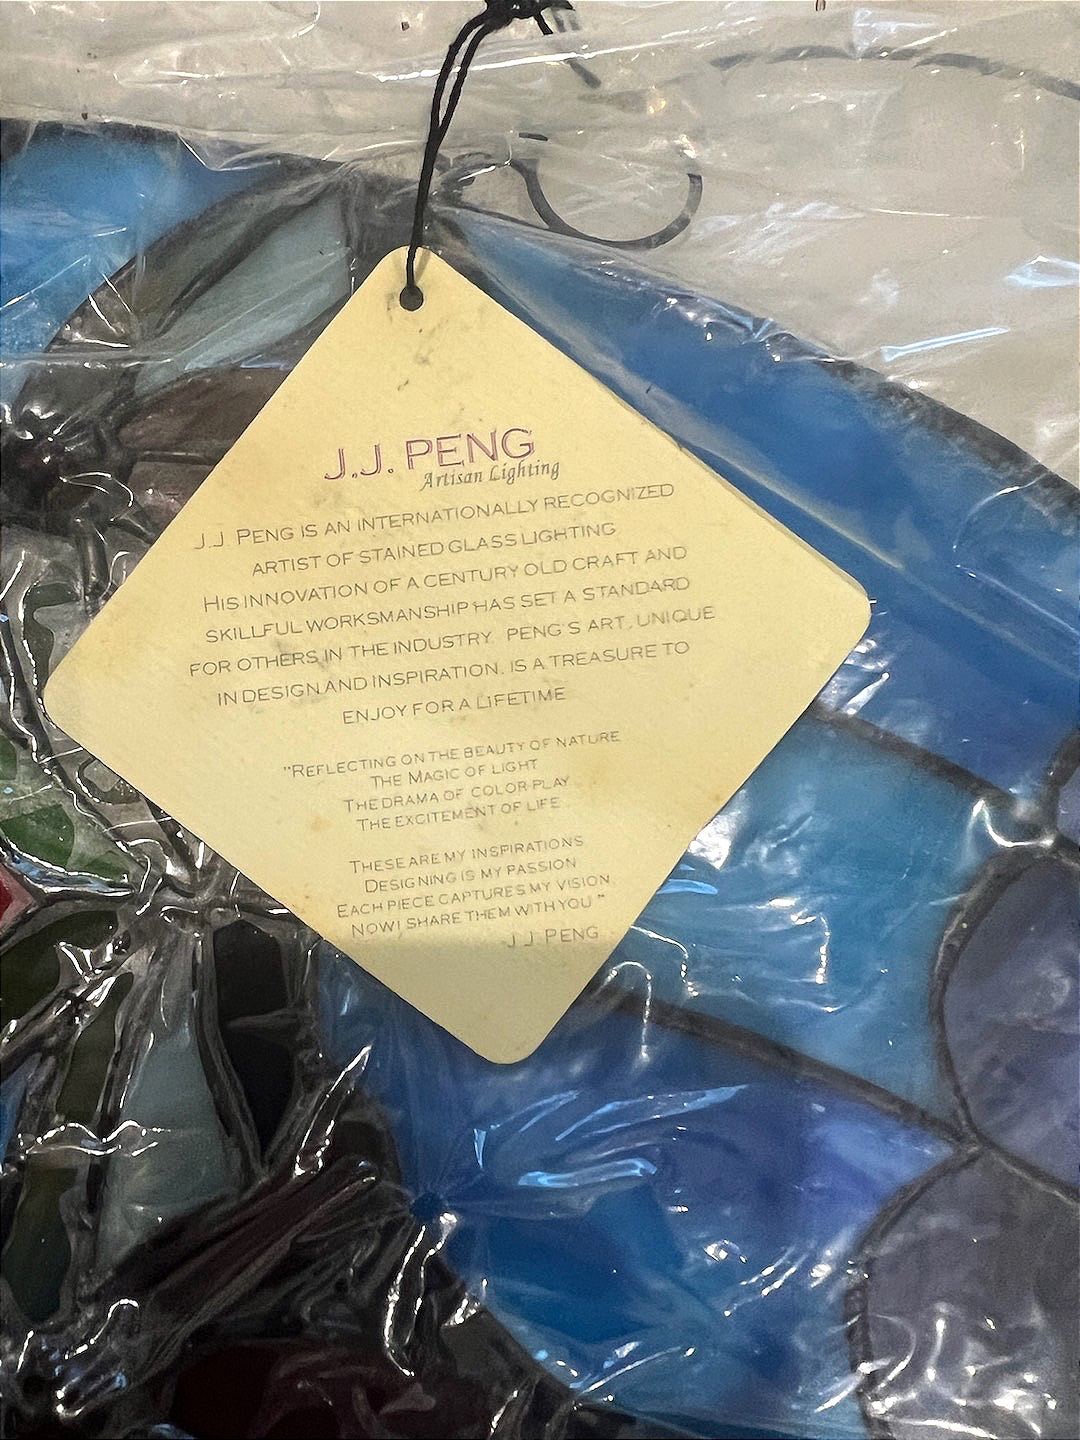 J.J. PENG
Artisan Lighting
J.J. PENG IS AN INTERNATIONALLY RECOGNIZED
ARTIST OF STAINED GLASS LIGHTING
HIS INNOVATION OF A CENTURY OLD CRAFT AND
SKILLFUL WORKSMANSHIP HAS SET A STANDARD
FOR OTHERS IN THE INDUSTRY. PENG'S ART, UNIQUE
IN DESIGN AND INSPIRATION, IS A TREASURE TO
ENJOY FOR A LIFETIME
"REFLECTING ON THE BEAUTY OF NATURE
THE MAGIC OF LIGHT
THE DRAMA OF COLOR PLAY
THE EXCITEMENT OF LIFE
THESE ARE MY INSPIRATIONS
DESIGNING IS MY PASSION
EACH PIECE CAPTURES MY VISION
NOW I SHARE THEM WITH YOU."
J.J. PENG